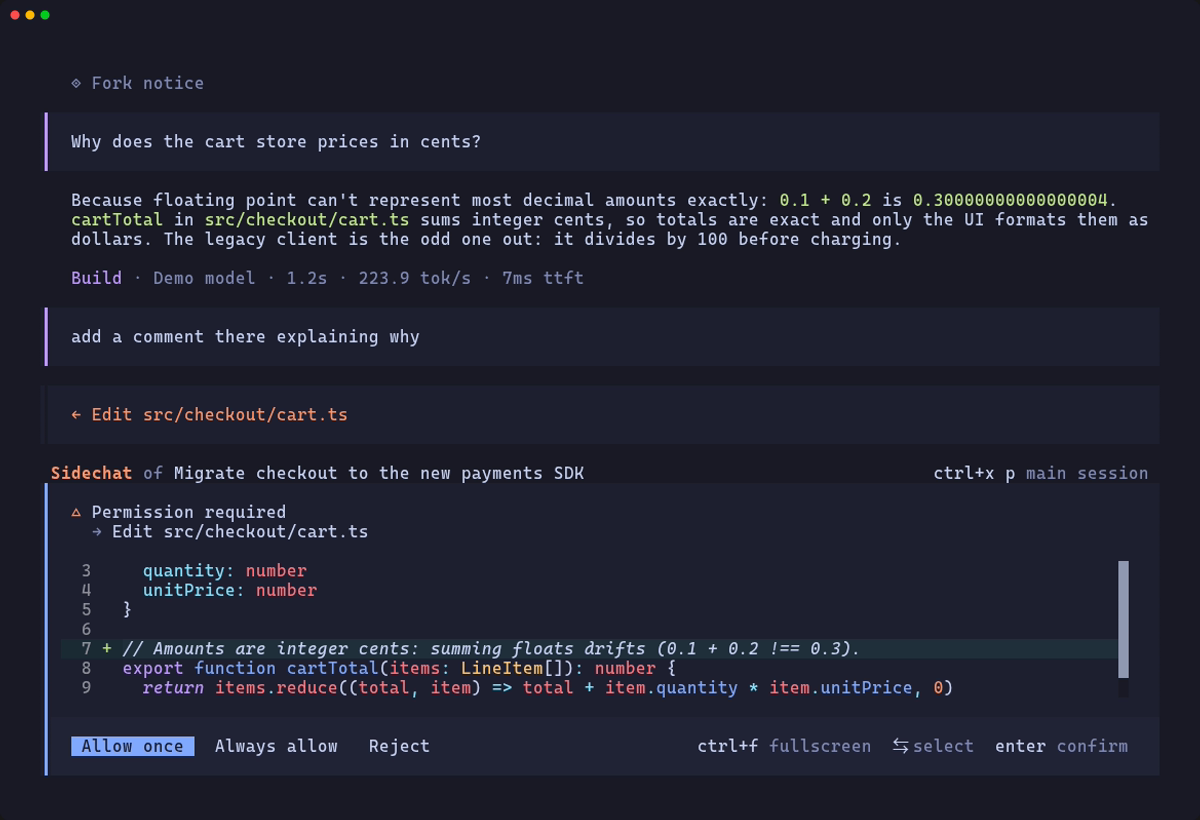 ◇ Fork notice
Why does the cart store prices in cents?
Because floating point can't represent most decimal amounts exactly: 0.1 + 0.2 is 0.30000000000000004.
cartTotal in src/checkout/cart.ts sums integer cents, so totals are exact and only the UI formats them as
dollars. The legacy client is the odd one out: it divides by 100 before charging.
Build · Demo model · 1.2s · 223.9 tok/s · 7ms ttft
add a comment there explaining why
← Edit src/checkout/cart.ts
Sidechat of Migrate checkout to the new payments SDK ctrl+x p main session
△ Permission required
→ Edit src/checkout/cart.ts
3 quantity: number
4 unitPrice: number
5 }
6
7 + // Amounts are integer cents: summing floats drifts (0.1 + 0.2 !== 0.3).
8 export function cartTotal(items: LineItem[]): number {
9 return items.reduce((total, item) => total + item.quantity * item.unitPrice, 0)
Allow once Always allow Reject ctrl+f fullscreen ⇆ select enter confirm